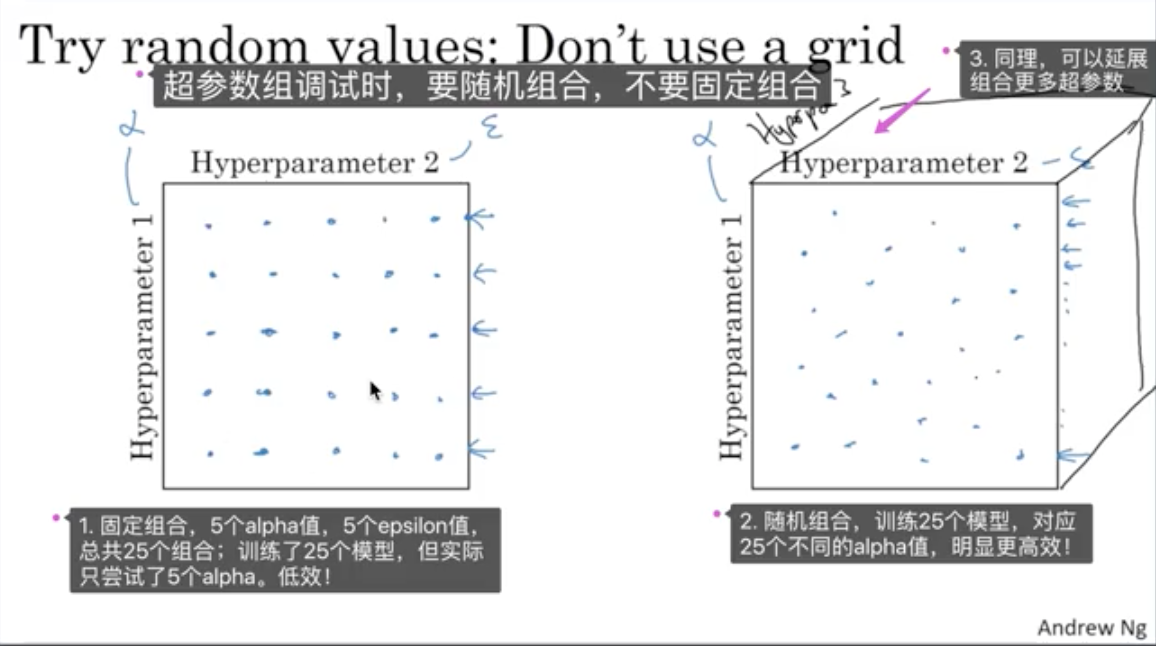 Try random values: Don't use a grid
超参数组调试时，要随机组合，不要固定组合
3. 同理，可以延展
组合更多超参数
α
ε
Hyperparameter 2
Hyperparameter 1
α
Hyperpar 3
Hyperparameter 2
ε
Hyperparameter 1
1. 固定组合，5个alpha值，5个epsilon值，
总共25个组合；训练了25个模型，但实际
只尝试了5个alpha。低效！
2. 随机组合，训练25个模型，对应
25个不同的alpha值，明显更高效！
Andrew Ng